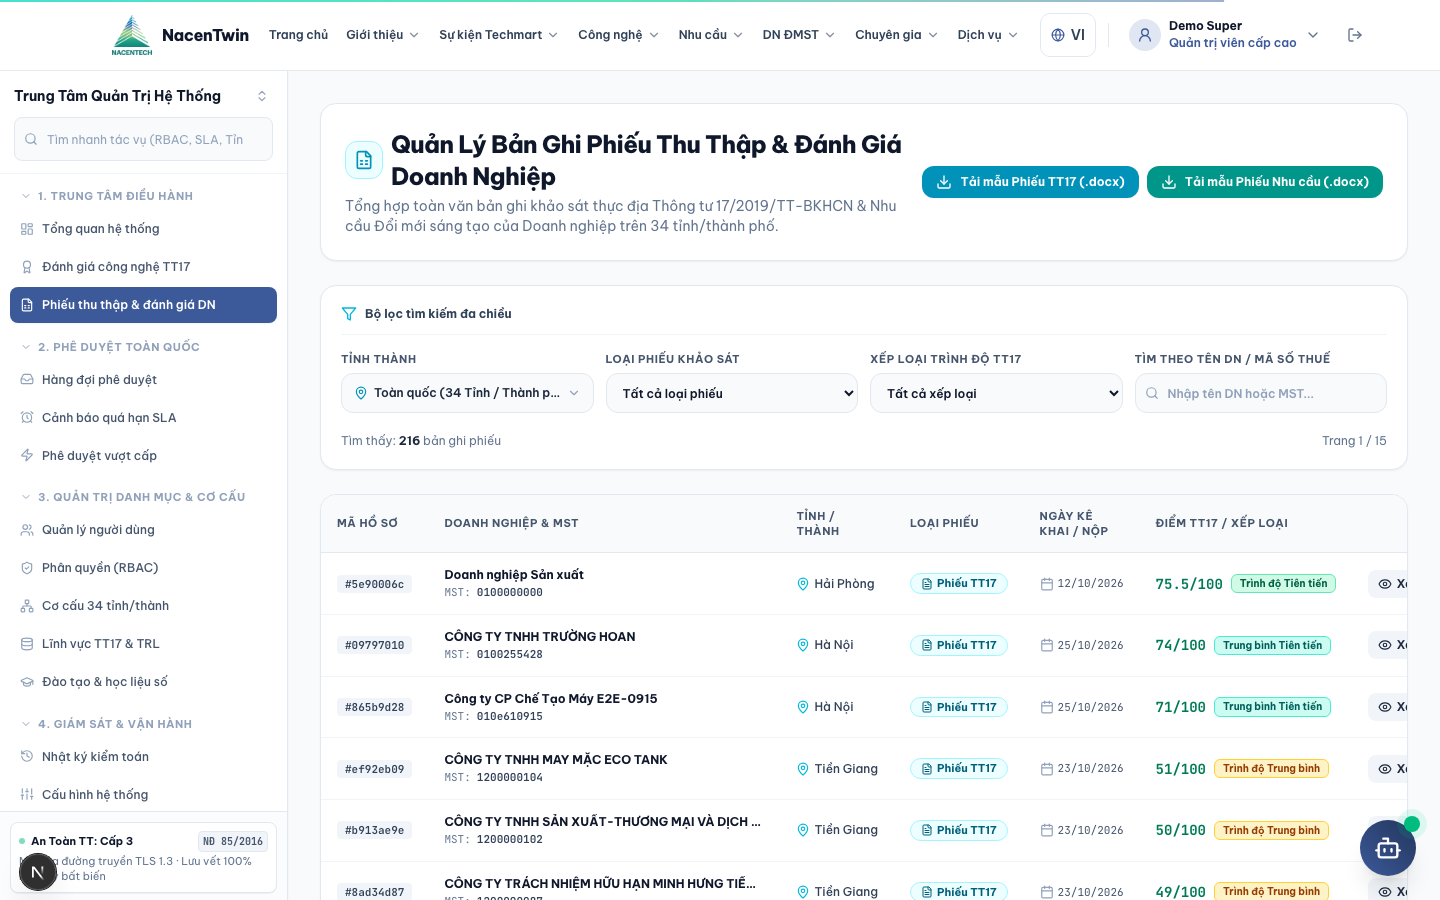 NACENTECH
NacenTwin
Trang chủ
Giới thiệu
Sự kiện Techmart
Công nghệ
Nhu cầu
DN ĐMST
Chuyên gia
Dịch vụ
VI
Demo Super
Quản trị viên cấp cao
Trung Tâm Quản Trị Hệ Thống
Tìm nhanh tác vụ (RBAC, SLA, Tỉn
1. TRUNG TÂM ĐIỀU HÀNH
Tổng quan hệ thống
Đánh giá công nghệ TT17
Phiếu thu thập & đánh giá DN
2. PHÊ DUYỆT TOÀN QUỐC
Hàng đợi phê duyệt
Cảnh báo quá hạn SLA
Phê duyệt vượt cấp
3. QUẢN TRỊ DANH MỤC & CƠ CẤU
Quản lý người dùng
Phân quyền (RBAC)
Cơ cấu 34 tỉnh/thành
Lĩnh vực TT17 & TRL
Đào tạo & học liệu số
4. GIÁM SÁT & VẬN HÀNH
Nhật ký kiểm toán
Cấu hình hệ thống
An Toàn TT: Cấp 3
NĐ 85/2016
đường truyền TLS 1.3 · Lưu vết 100%
bất biến
N
Quản Lý Bản Ghi Phiếu Thu Thập & Đánh Giá
Doanh Nghiệp
Tổng hợp toàn văn bản ghi khảo sát thực địa Thông tư 17/2019/TT-BKHCN & Nhu
cầu Đổi mới sáng tạo của Doanh nghiệp trên 34 tỉnh/thành phố.
Tải mẫu Phiếu TT17 (.docx)
Tải mẫu Phiếu Nhu cầu (.docx)
Bộ lọc tìm kiếm đa chiều
TỈNH THÀNH
LOẠI PHIẾU KHẢO SÁT
XẾP LOẠI TRÌNH ĐỘ TT17
TÌM THEO TÊN DN / MÃ SỐ THUẾ
Toàn quốc (34 Tỉnh / Thành p...
Tất cả loại phiếu
Tất cả xếp loại
Nhập tên DN hoặc MST...
Tìm thấy: 216 bản ghi phiếu
Trang 1 / 15
MÃ HỒ SƠ
DOANH NGHIỆP & MST
TỈNH / THÀNH
LOẠI PHIẾU
NGÀY KÊ KHAI / NỘP
ĐIỂM TT17 / XẾP LOẠI
#5e90006c
Doanh nghiệp Sản xuất
MST: 0100000000
Hải Phòng
Phiếu TT17
12/10/2026
75.5/100
Trình độ Tiên tiến
#09797010
CÔNG TY TNHH TRƯỜNG HOAN
MST: 0100255428
Hà Nội
Phiếu TT17
25/10/2026
74/100
Trung bình Tiên tiến
#865b9d28
Công ty CP Chế Tạo Máy E2E-0915
MST: 010e610915
Hà Nội
Phiếu TT17
25/10/2026
71/100
Trung bình Tiên tiến
#ef92eb09
CÔNG TY TNHH MAY MẶC ECO TANK
MST: 1200000104
Tiền Giang
Phiếu TT17
23/10/2026
51/100
Trình độ Trung bình
#b913ae9e
CÔNG TY TNHH SẢN XUẤT-THƯƠNG MẠI VÀ DỊCH ...
MST: 1200000102
Tiền Giang
Phiếu TT17
23/10/2026
50/100
Trình độ Trung bình
#8ad34d87
CÔNG TY TRÁCH NHIỆM HỮU HẠN MINH HƯNG TIẾ...
Tiền Giang
Phiếu TT17
23/10/2026
49/100
Trình độ Trung bình